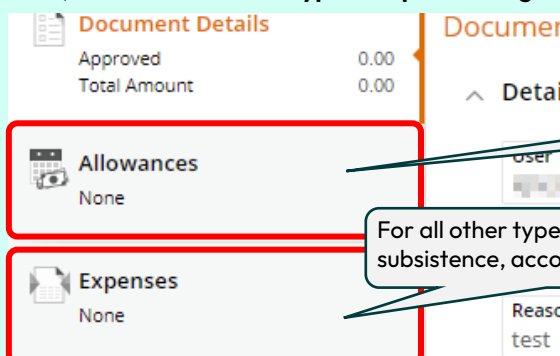 Document Details
Approved 0.00
Total Amount 0.00
Allowances
None
Expenses
None
Detai
User
For all other type
subsistence, acco
Reaso
test